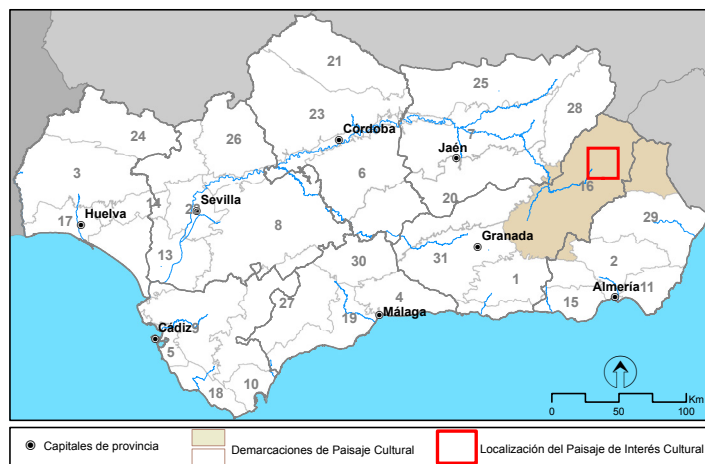 21
25
23
28
24
26
Córdoba
7
3
Jaén
6
16
14
20
Sevilla
17
Huelva
29
8
Granada
13
31
2
30
1
27
4
Almería
11
15
Málaga
19
Cádiz
9
5
10
18
Km
0 50 100
Capitales de provincia
Demarcaciones de Paisaje Cultural
Localización del Paisaje de Interés Cultural